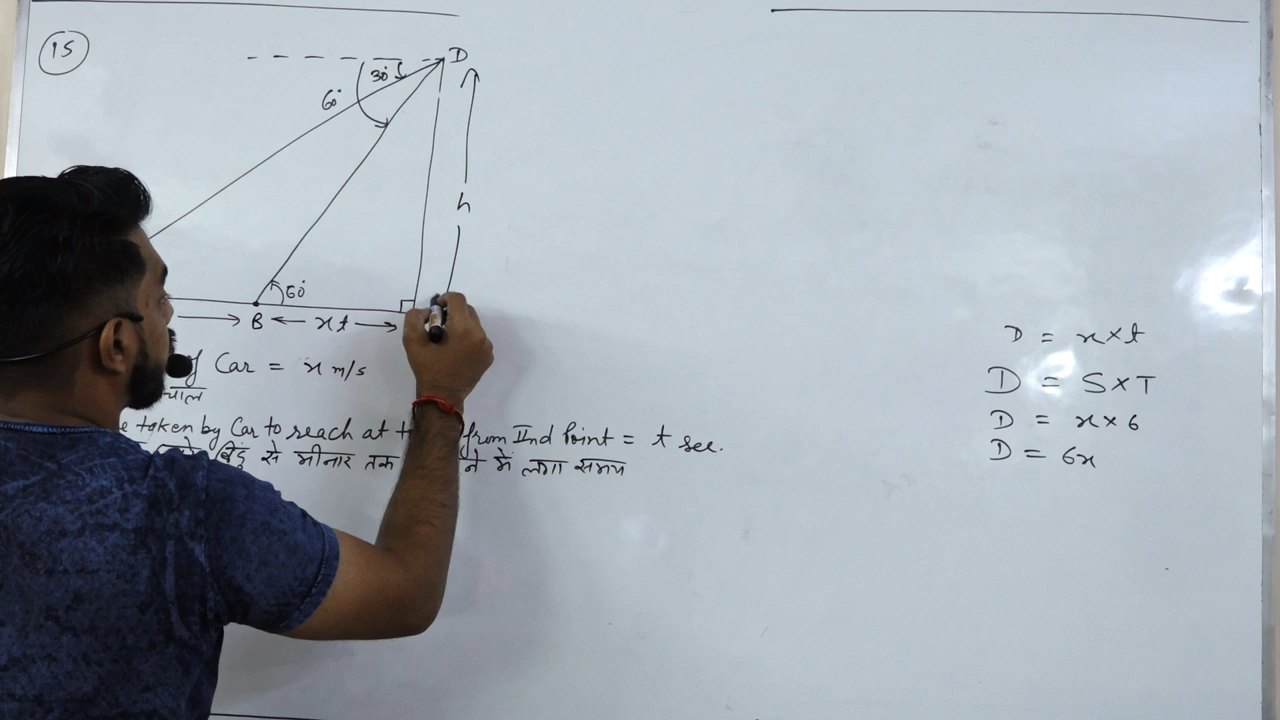 15
D
30°
60°
h
60°
B
xt
Car = x m/s
चाल
taken by Car to reach at from IInd Point = t sec.
बिंदु से मीनार तक ने में लगा समय
D = x×t
D = S×T
D = x×6
D = 6x